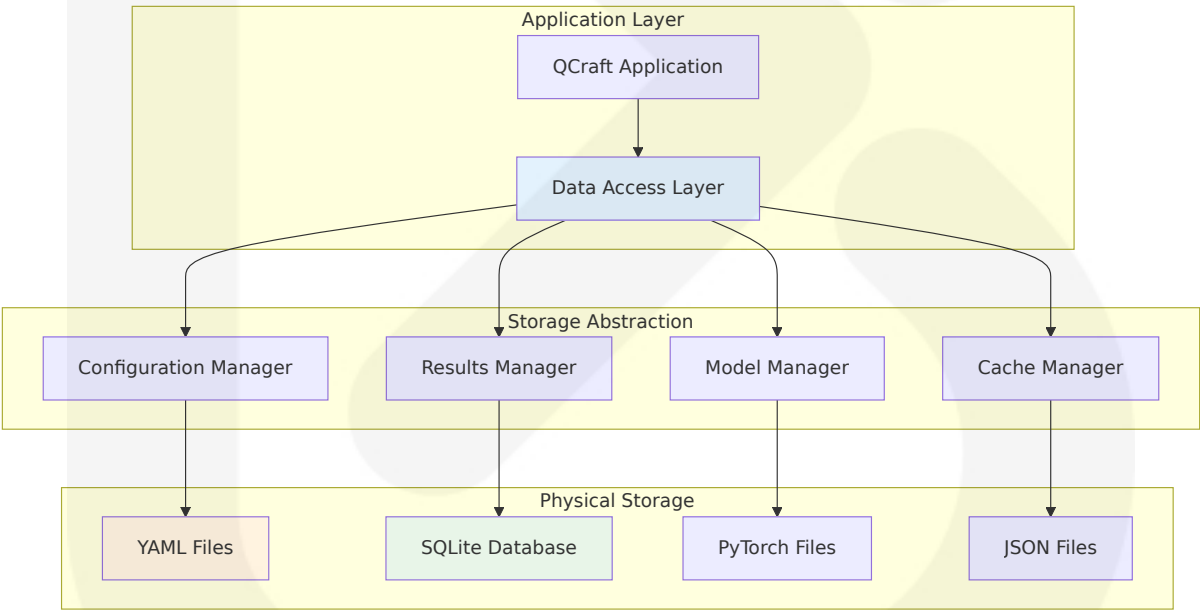 Application Layer
QCraft Application
Data Access Layer
Storage Abstraction
Configuration Manager
Results Manager
Model Manager
Cache Manager
Physical Storage
YAML Files
SQLite Database
PyTorch Files
JSON Files